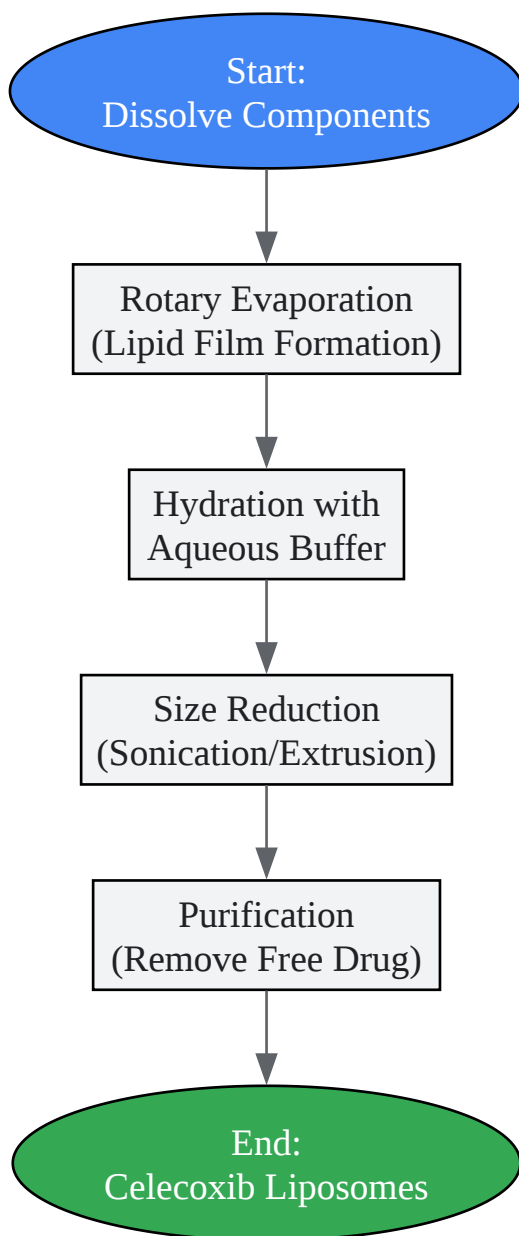 Start:
Dissolve Components
Rotary Evaporation
(Lipid Film Formation)
Hydration with
Aqueous Buffer
Size Reduction
(Sonication/Extrusion)
Purification
(Remove Free Drug)
End:
Celecoxib Liposomes